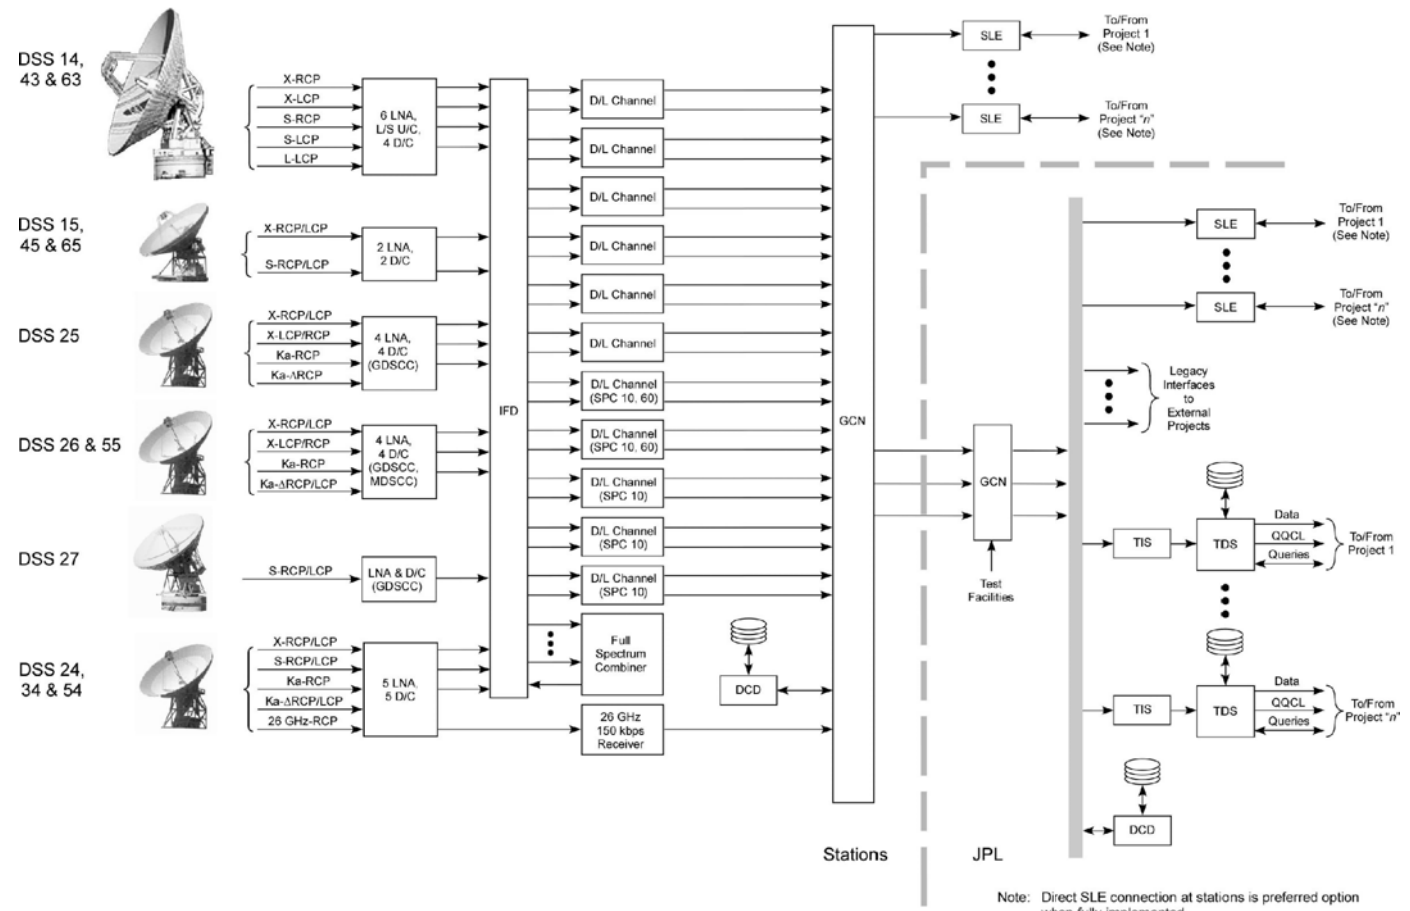 DSS 14,
43 & 63
X-RCP
X-LCP
S-RCP
S-LCP
L-LCP
6 LNA,
L/S U/C,
4 D/C
DSS 15,
45 & 65
X-RCP/LCP
S-RCP/LCP
2 LNA,
2 D/C
DSS 25
X-RCP/LCP
X-LCP/RCP
Ka-RCP
Ka-ΔRCP
4 LNA,
4 D/C
(GDSCC)
DSS 26 & 55
X-RCP/LCP
X-LCP/RCP
Ka-RCP
Ka-ΔRCP/LCP
4 LNA,
4 D/C
(GDSCC,
MDSCC)
DSS 27
S-RCP/LCP
LNA & D/C
(GDSCC)
DSS 24,
34 & 54
X-RCP/LCP
S-RCP/LCP
Ka-RCP
Ka-ΔRCP/LCP
26 GHz-RCP
5 LNA,
5 D/C
IFD
D/L Channel
D/L Channel
D/L Channel
D/L Channel
D/L Channel
D/L Channel
D/L Channel
(SPC 10, 60)
D/L Channel
(SPC 10, 60)
D/L Channel
(SPC 10)
D/L Channel
(SPC 10)
D/L Channel
(SPC 10)
Full
Spectrum
Combiner
26 GHz
150 kbps
Receiver
DCD
GCN
SLE
To/From
Project 1
(See Note)
SLE
To/From
Project "n"
(See Note)
Stations
JPL
GCN
Test
Facilities
SLE
To/From
Project 1
(See Note)
SLE
To/From
Project "n"
(See Note)
Legacy
Interfaces
to
External
Projects
TIS
TDS
Data
QQCL
Queries
To/From
Project 1
TIS
TDS
Data
QQCL
Queries
To/From
Project "n"
DCD
Note: Direct SLE connection at stations is preferred option